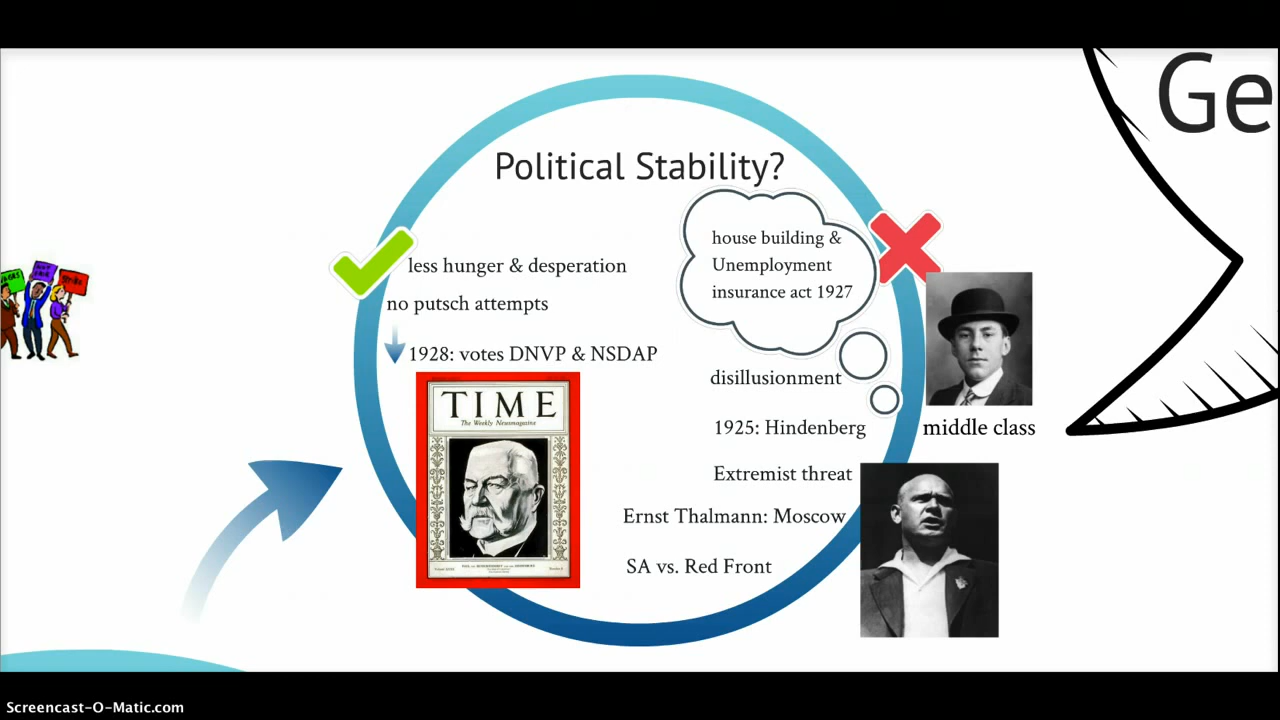 Ge
Political Stability?
less hunger & desperation
no putsch attempts
1928: votes DNVP & NSDAP
TIME
The Weekly Newsmagazine
house building &
Unemployment
insurance act 1927
disillusionment
1925: Hindenberg
middle class
Extremist threat
Ernst Thalmann: Moscow
SA vs. Red Front
Screencast-O-Matic.com